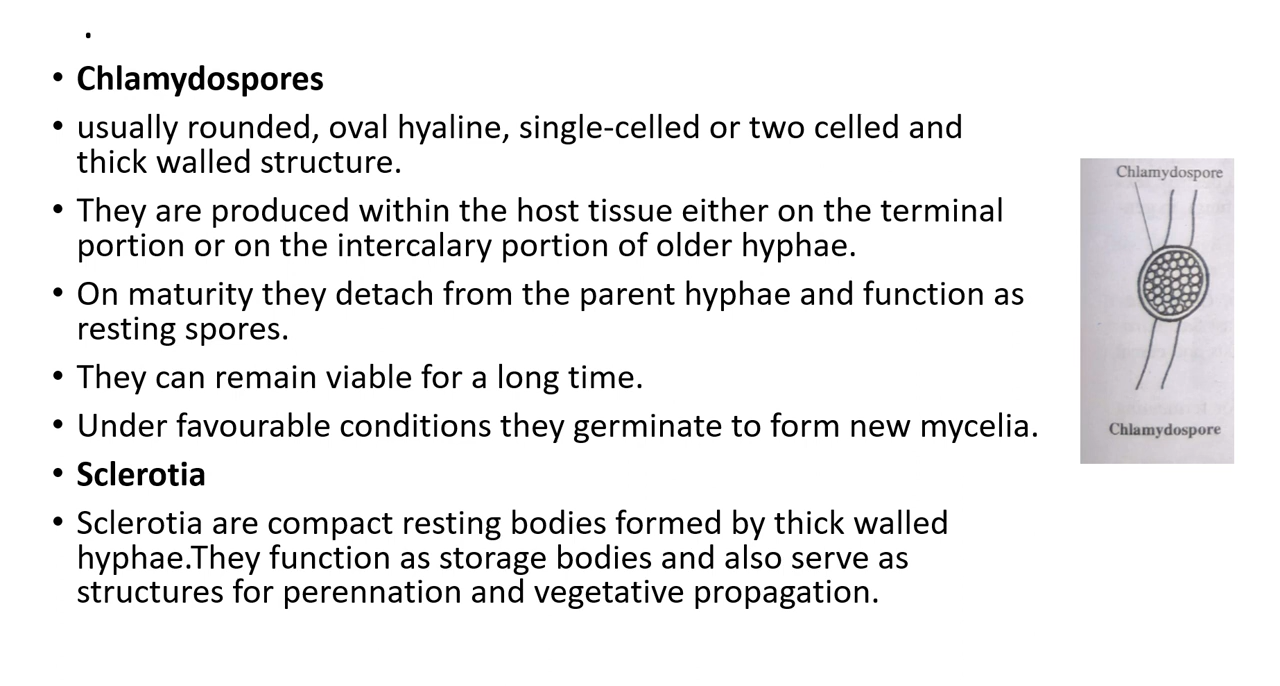 .
• Chlamydospores
• usually rounded, oval hyaline, single-celled or two celled and
thick walled structure.
• They are produced within the host tissue either on the terminal
portion or on the intercalary portion of older hyphae.
• On maturity they detach from the parent hyphae and function as
resting spores.
• They can remain viable for a long time.
• Under favourable conditions they germinate to form new mycelia.
• Sclerotia
• Sclerotia are compact resting bodies formed by thick walled
hyphae.They function as storage bodies and also serve as
structures for perennation and vegetative propagation.
Chlamydospore
Chlamydospore